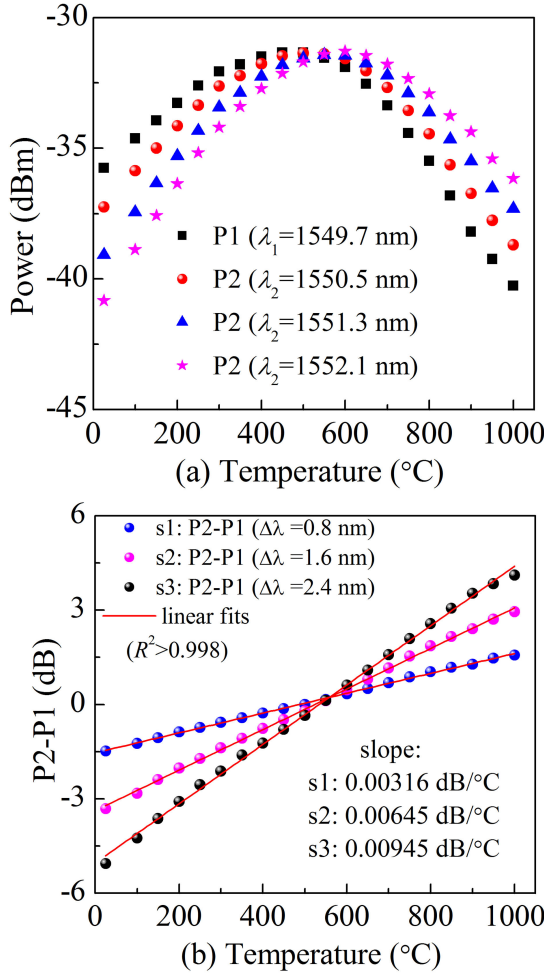 -30
-35
-40
-45
Power (dBm)
P1 (λ1=1549.7 nm)
P2 (λ2=1550.5 nm)
P2 (λ2=1551.3 nm)
P2 (λ2=1552.1 nm)
0 200 400 600 800 1000
(a) Temperature (°C)
6
3
0
-3
-6
P2-P1 (dB)
s1: P2-P1 (Δλ =0.8 nm)
s2: P2-P1 (Δλ =1.6 nm)
s3: P2-P1 (Δλ =2.4 nm)
linear fits
(R²>0.998)
slope:
s1: 0.00316 dB/°C
s2: 0.00645 dB/°C
s3: 0.00945 dB/°C
0 200 400 600 800 1000
(b) Temperature (°C)